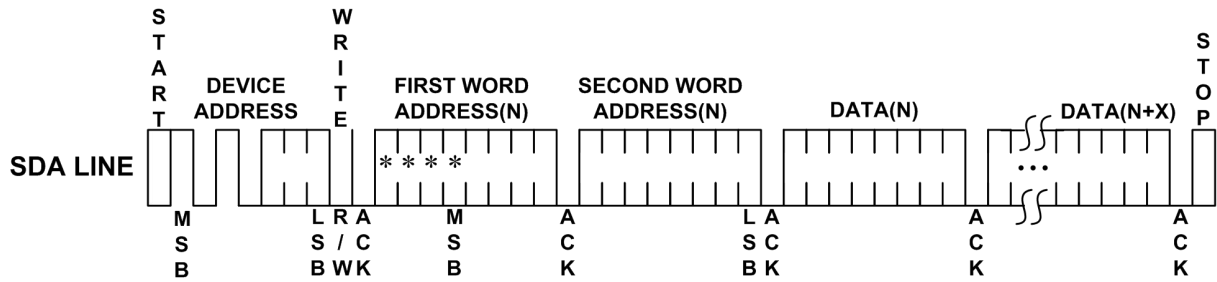 START
WRITE
STOP
DEVICE
ADDRESS
FIRST WORD
ADDRESS(N)
SECOND WORD
ADDRESS(N)
DATA(N)
DATA(N+X)
SDA LINE
* * * *
...
MSB
LSB
R/W
ACK
MSB
ACK
LSB
ACK
ACK
ACK